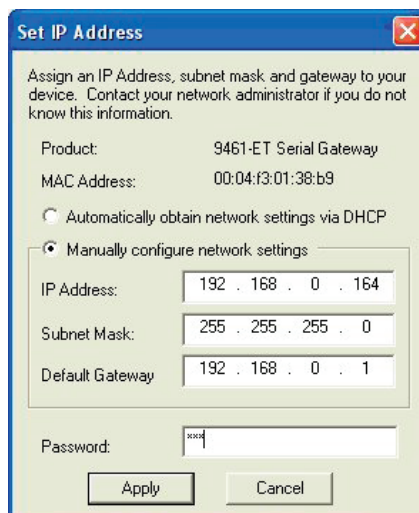 Set IP Address
Assign an IP Address, subnet mask and gateway to your
device. Contact your network administrator if you do not
know this information.
Product: 9461-ET Serial Gateway
MAC Address: 00:04:f3:01:38:b9
Automatically obtain network settings via DHCP
Manually configure network settings
IP Address: 192 . 168 . 0 . 164
Subnet Mask: 255 . 255 . 255 . 0
Default Gateway 192 . 168 . 0 . 1
Password: ***
Apply Cancel